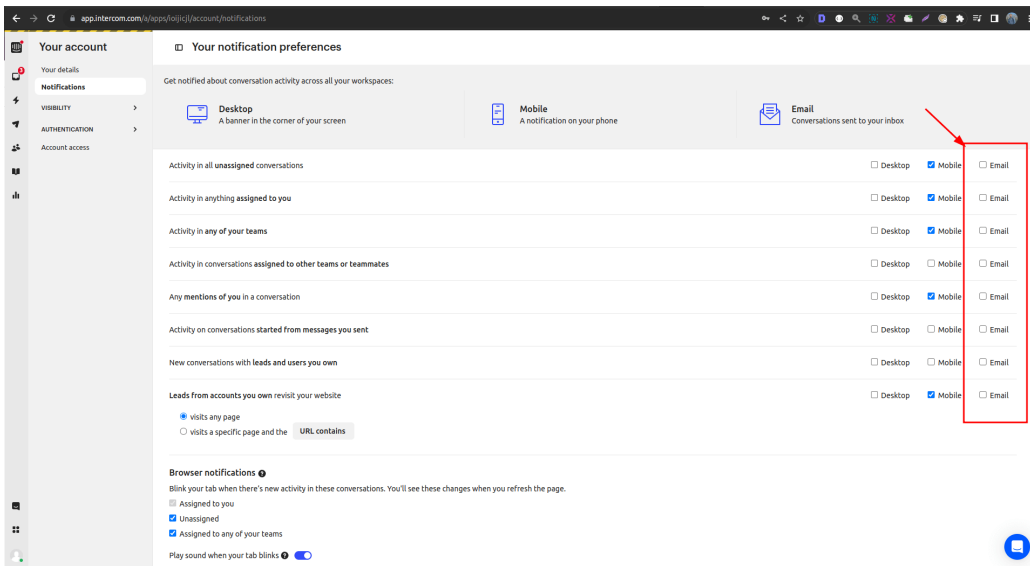 app.intercom.com/a/apps/ioijicjl/account/notifications
Your account
Your notification preferences
3
Your details
Notifications
VISIBILITY
AUTHENTICATION
Account access
Get notified about conversation activity across all your workspaces:
Desktop
A banner in the corner of your screen
Mobile
A notification on your phone
Email
Conversations sent to your inbox
Activity in all unassigned conversations Desktop Mobile Email
Activity in anything assigned to you Desktop Mobile Email
Activity in any of your teams Desktop Mobile Email
Activity in conversations assigned to other teams or teammates Desktop Mobile Email
Any mentions of you in a conversation Desktop Mobile Email
Activity on conversations started from messages you sent Desktop Mobile Email
New conversations with leads and users you own Desktop Mobile Email
Leads from accounts you own revisit your website Desktop Mobile Email
visits any page
visits a specific page and the URL contains
Browser notifications ?
Blink your tab when there's new activity in these conversations. You'll see these changes when you refresh the page.
Assigned to you
Unassigned
Assigned to any of your teams
Play sound when your tab blinks ?